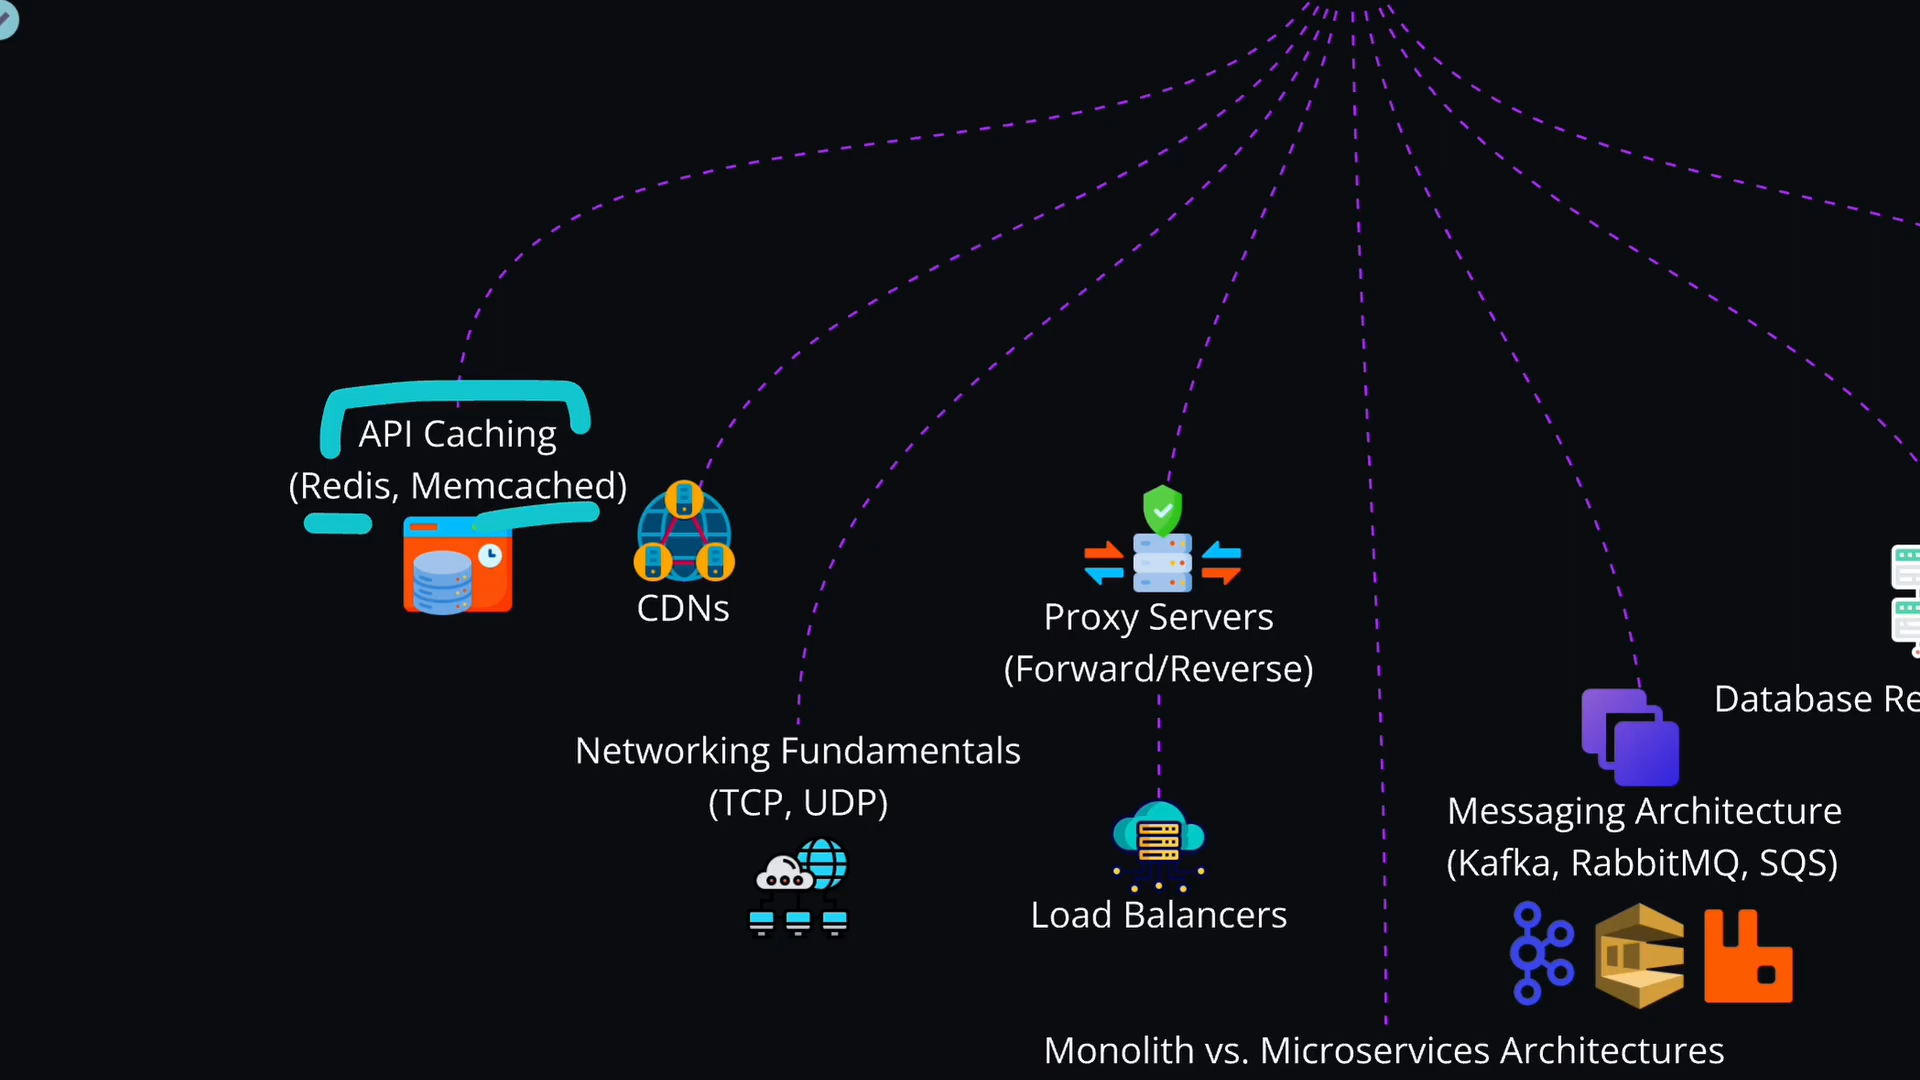 API Caching
(Redis, Memcached)
CDNs
Proxy Servers
(Forward/Reverse)
Database Re
Networking Fundamentals
(TCP, UDP)
Messaging Architecture
(Kafka, RabbitMQ, SQS)
Load Balancers
Monolith vs. Microservices Architectures